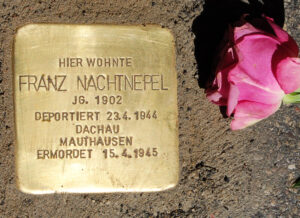 HIER WOHNTE
FRANZ NACHTNEPEL
JG. 1902
DEPORTIERT 23.4.1944
DACHAU
MAUTHAUSEN
ERMORDET 15.4.1945